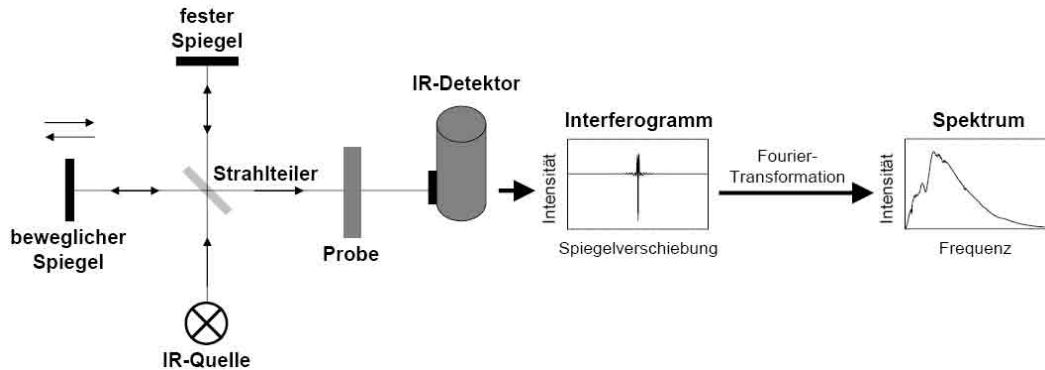 fester
Spiegel
IR-Detektor
Strahlteiler
beweglicher
Spiegel
Probe
IR-Quelle
Interferogramm
Intensität
Spiegelverschiebung
Fourier-
Transformation
Spektrum
Intensität
Frequenz